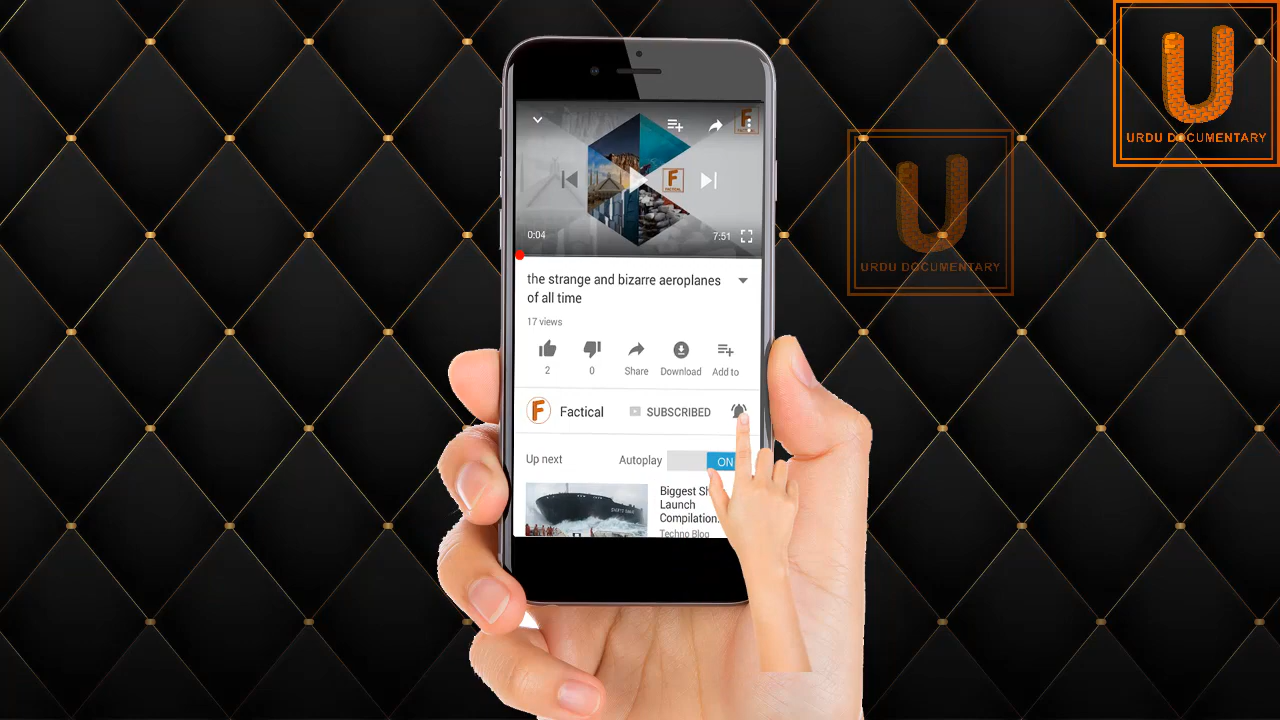 U
URDU DOCUMENTARY
U
URDU DOCUMENTARY
F
F
FACTICAL
0:04
7:51
the strange and bizarre aeroplanes
of all time
17 views
2
0
Share
Download
Add to
F
Factical
SUBSCRIBED
Up next
Autoplay
ON
Biggest Sh
Launch
Compilation.
Techno Blog